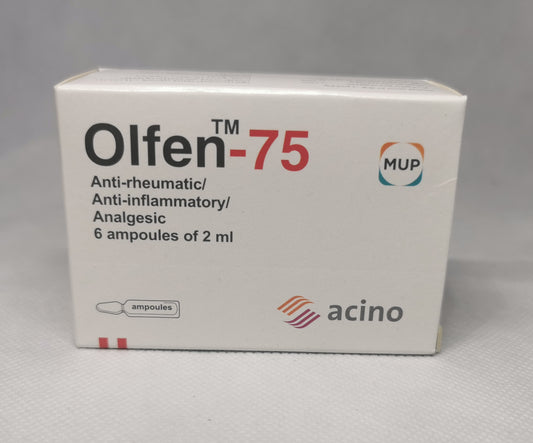 Olfen™-75
MUP
Anti-rheumatic/
Anti-inflammatory/
Analgesic
6 ampoules of 2 ml
ampoules
acino